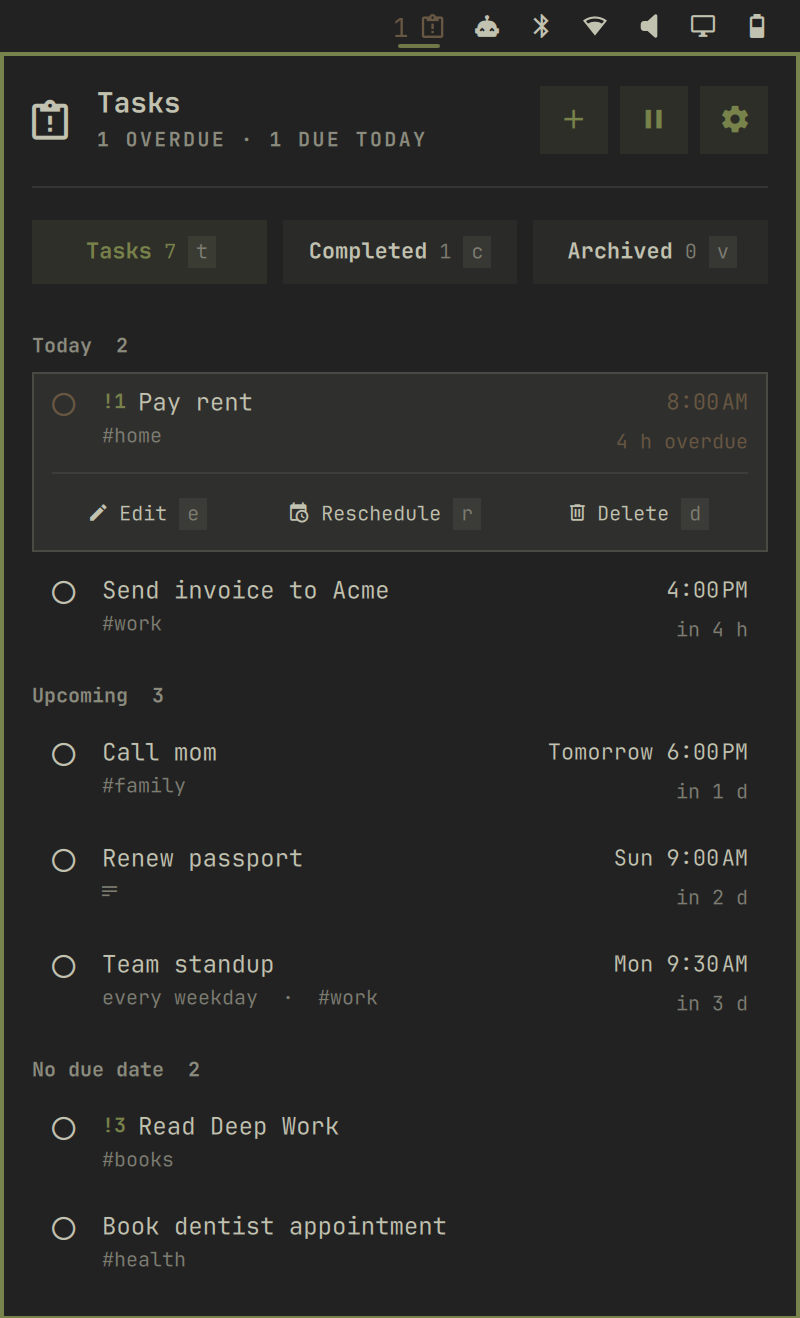 1
Tasks
1 OVERDUE · 1 DUE TODAY
Tasks 7 t
Completed 1 c
Archived 0 v
Today 2
!1 Pay rent 8:00AM
#home 4 h overdue
Edit e Reschedule r Delete d
Send invoice to Acme 4:00PM
#work in 4 h
Upcoming 3
Call mom Tomorrow 6:00PM
#family in 1 d
Renew passport Sun 9:00AM
in 2 d
Team standup Mon 9:30AM
every weekday · #work in 3 d
No due date 2
!3 Read Deep Work
#books
Book dentist appointment
#health